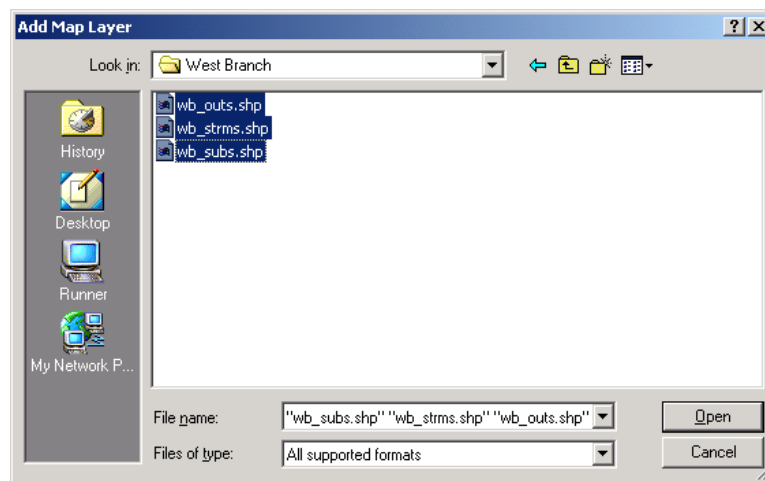 Add Map Layer
Look in: West Branch
wb_outs.shp
wb_strms.shp
wb_subs.shp
History
Desktop
Runner
My Network P...
File name: "wb_subs.shp" "wb_strms.shp" "wb_outs.shp" Open
Files of type: All supported formats Cancel